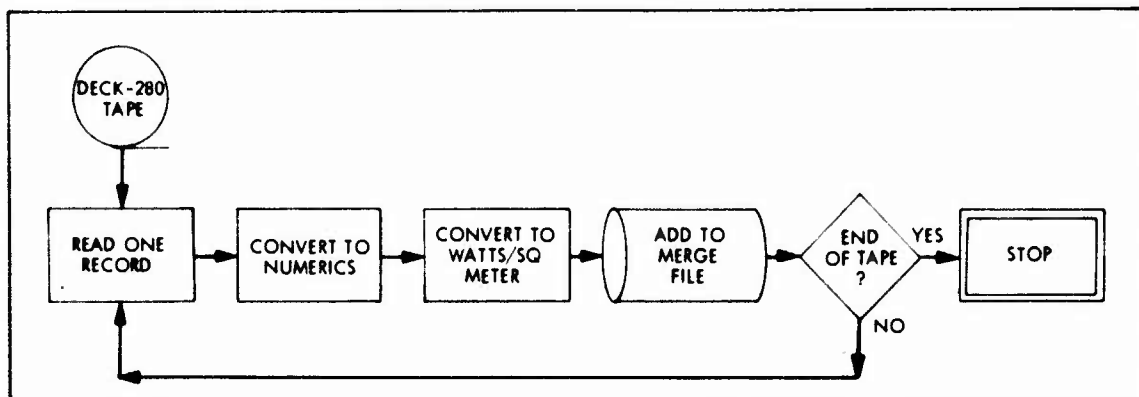 DECK-280
TAPE
READ ONE
RECORD
CONVERT TO
NUMERICS
CONVERT TO
WATTS/SQ
METER
ADD TO
MERGE
FILE
END
OF TAPE
?
YES
STOP
NO